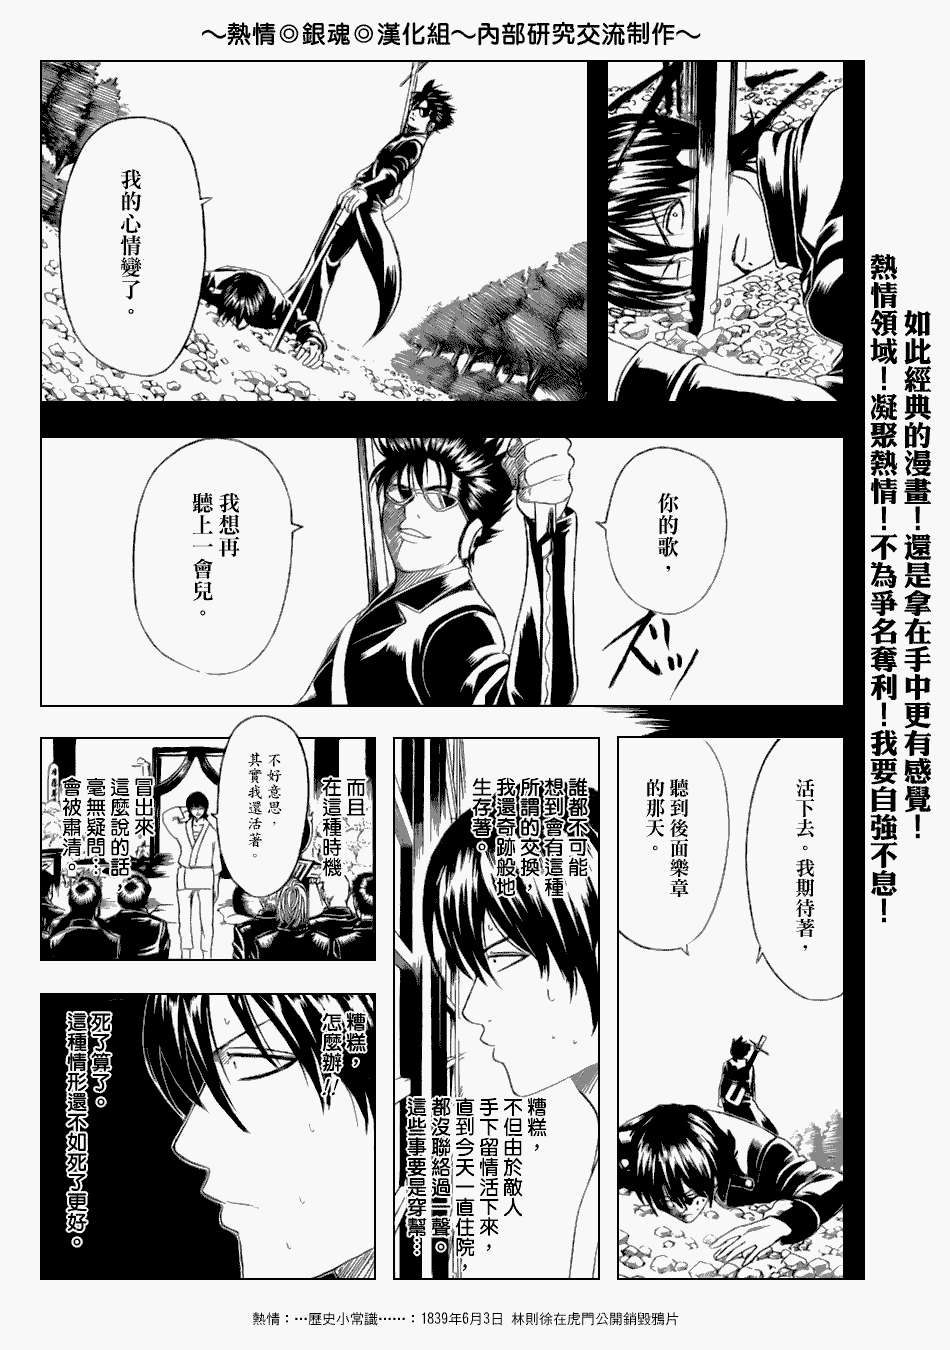 ～熱情◎銀魂◎漢化組～內部研究交流制作～
如此經典的漫畫！還是拿在手中更有感覺！
熱情領域！凝聚熱情！不為爭名奪利！我要自強不息！
我的心情變了。
你的歌，
我想再
聽上一會兒。
ズッ
活下去。我期待著，
聽到後面樂章
的那天。
誰都不可能
想到會有這種
所謂的交換，
我還奇跡般地
生存著。
糟糕，
不但由於敵人
手下留情活下來，
直到今天一直住院，
都沒聯絡過一聲。
這些事要是穿幫…
而且
在這種時機
不好意思，
其實我還活著。
冒出來
這麼說的話，
毫無疑問…
會被肅清。
糟糕，
怎麼辦!!
死了算了。
這種情形還不如死了更好。
熱情：…歷史小常識……：1839年6月3日 林則徐在虎門公開銷毀鴉片